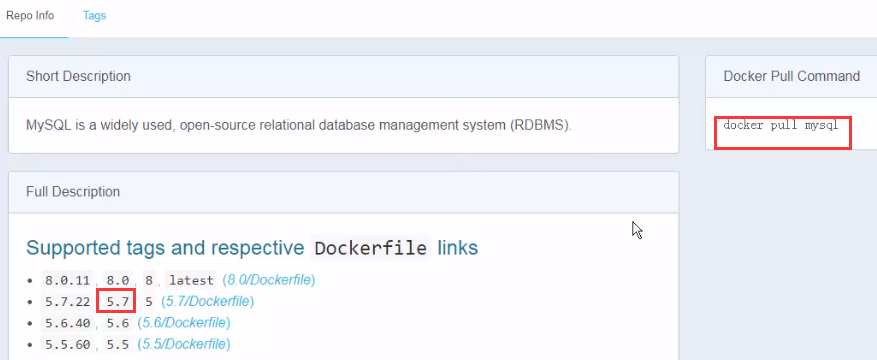 Repo Info Tags
Short Description
MySQL is a widely used, open-source relational database management system (RDBMS).
Docker Pull Command
docker pull mysql
Full Description
Supported tags and respective Dockerfile links
8.0.11, 8.0, 8, latest (8.0/Dockerfile)
5.7.22 5.7 5 (5.7/Dockerfile)
5.6.40, 5.6 (5.6/Dockerfile)
5.5.60, 5.5 (5.5/Dockerfile)